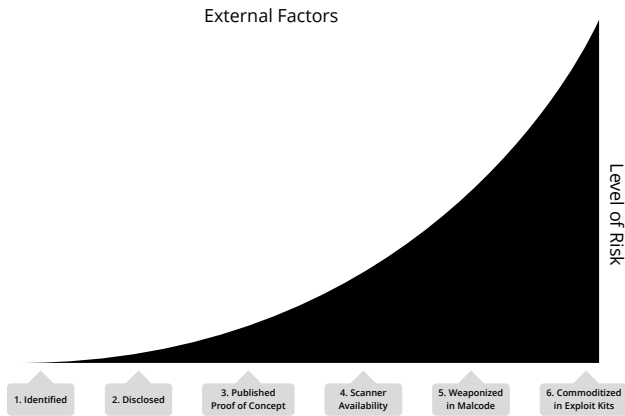 External Factors
Level of Risk
1. Identified
2. Disclosed
3. Published
Proof of Concept
4. Scanner
Availability
5. Weaponized
in Malcode
6. Commoditized
in Exploit Kits